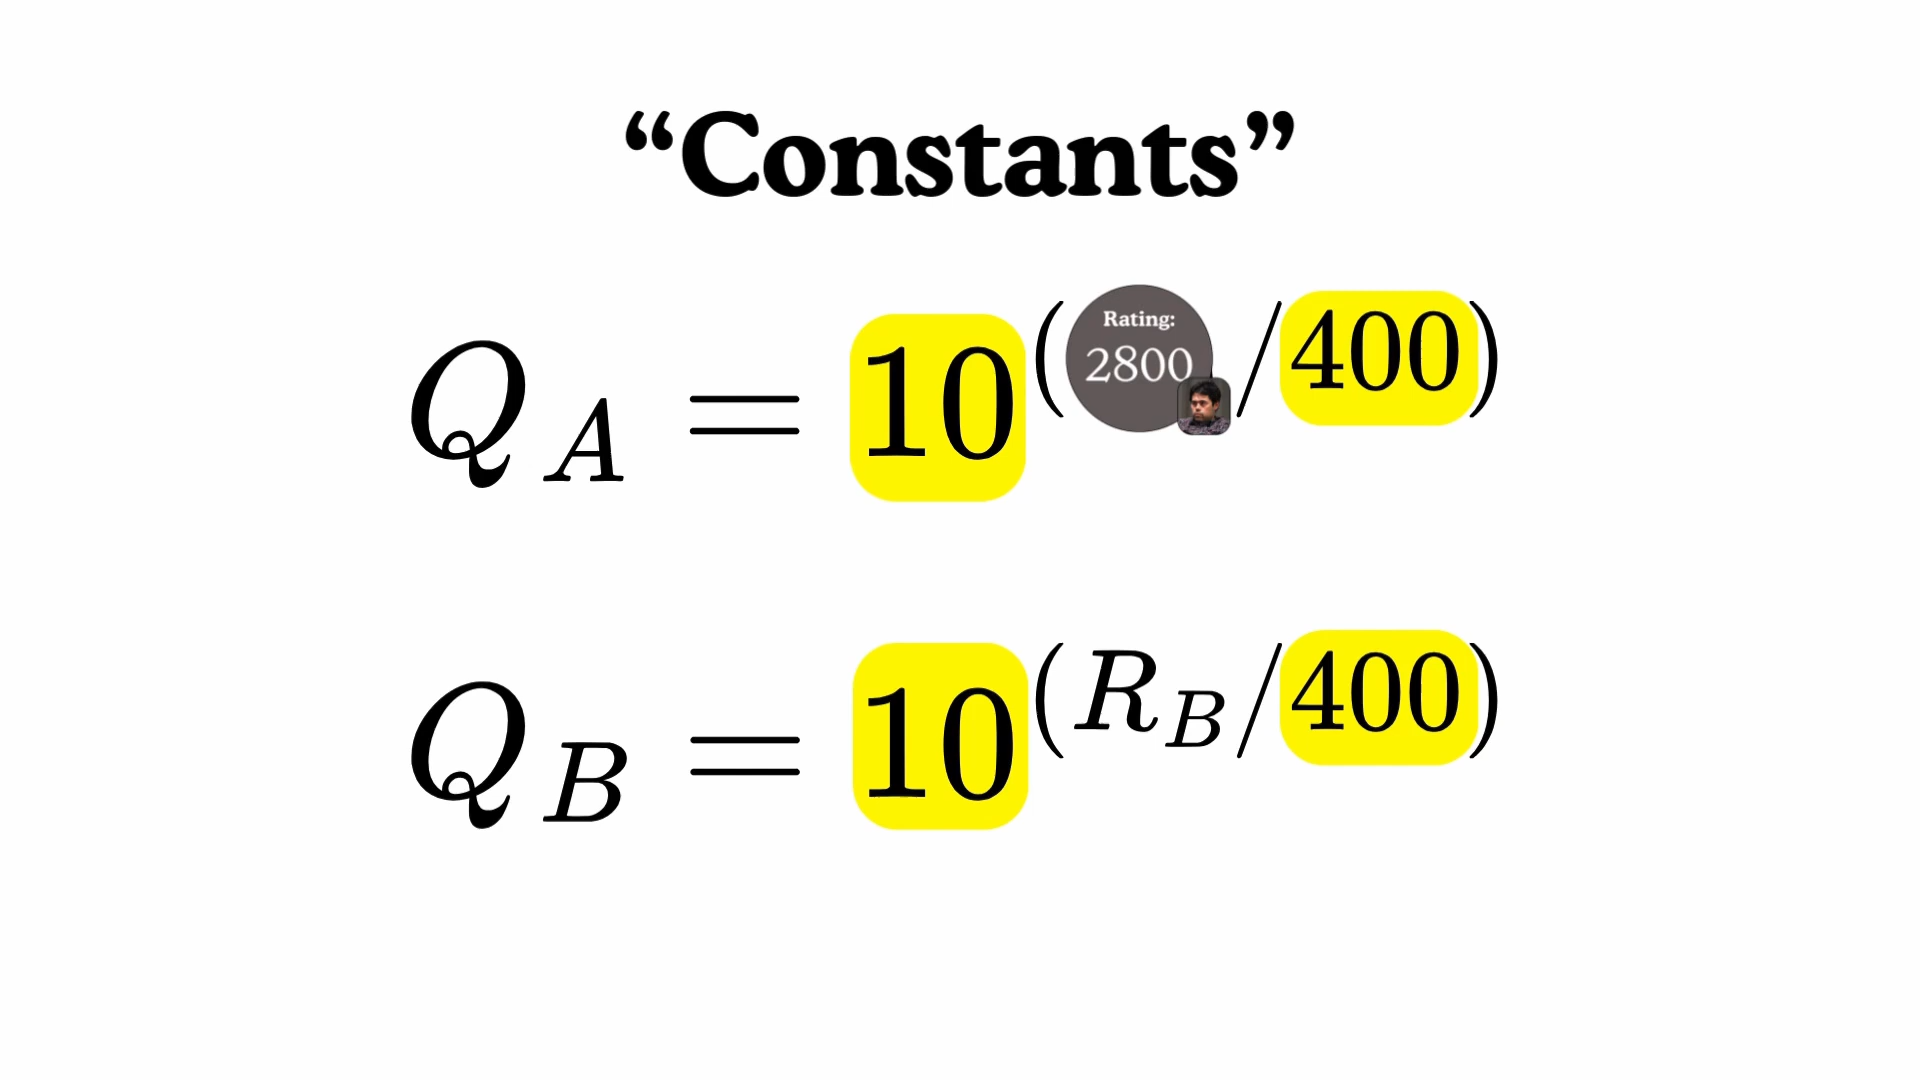 “Constants”
Q_A = 10^(Rating: 2800/400)
Q_B = 10^(R_B/400)